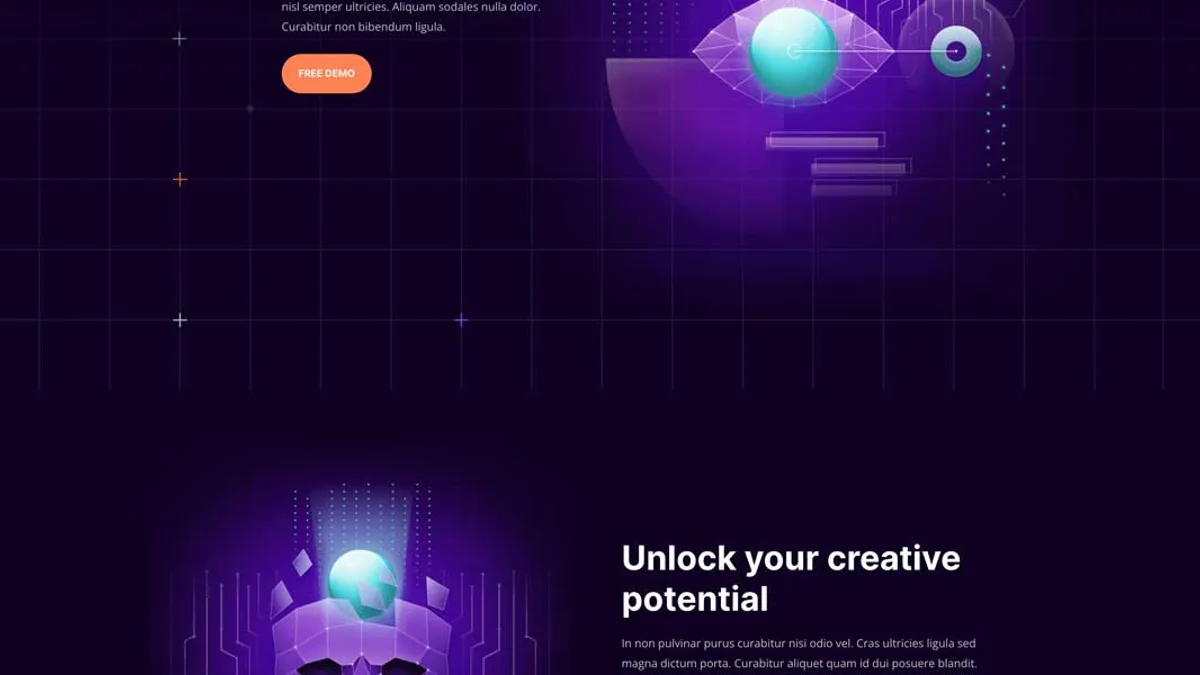 nisl semper ultricies. Aliquam sodales nulla dolor.
Curabitur non bibendum ligula.
FREE DEMO
Unlock your creative
potential
In non pulvinar purus curabitur nisi odio vel. Cras ultricies ligula sed
magna dictum porta. Curabitur aliquet quam id dui posuere blandit.